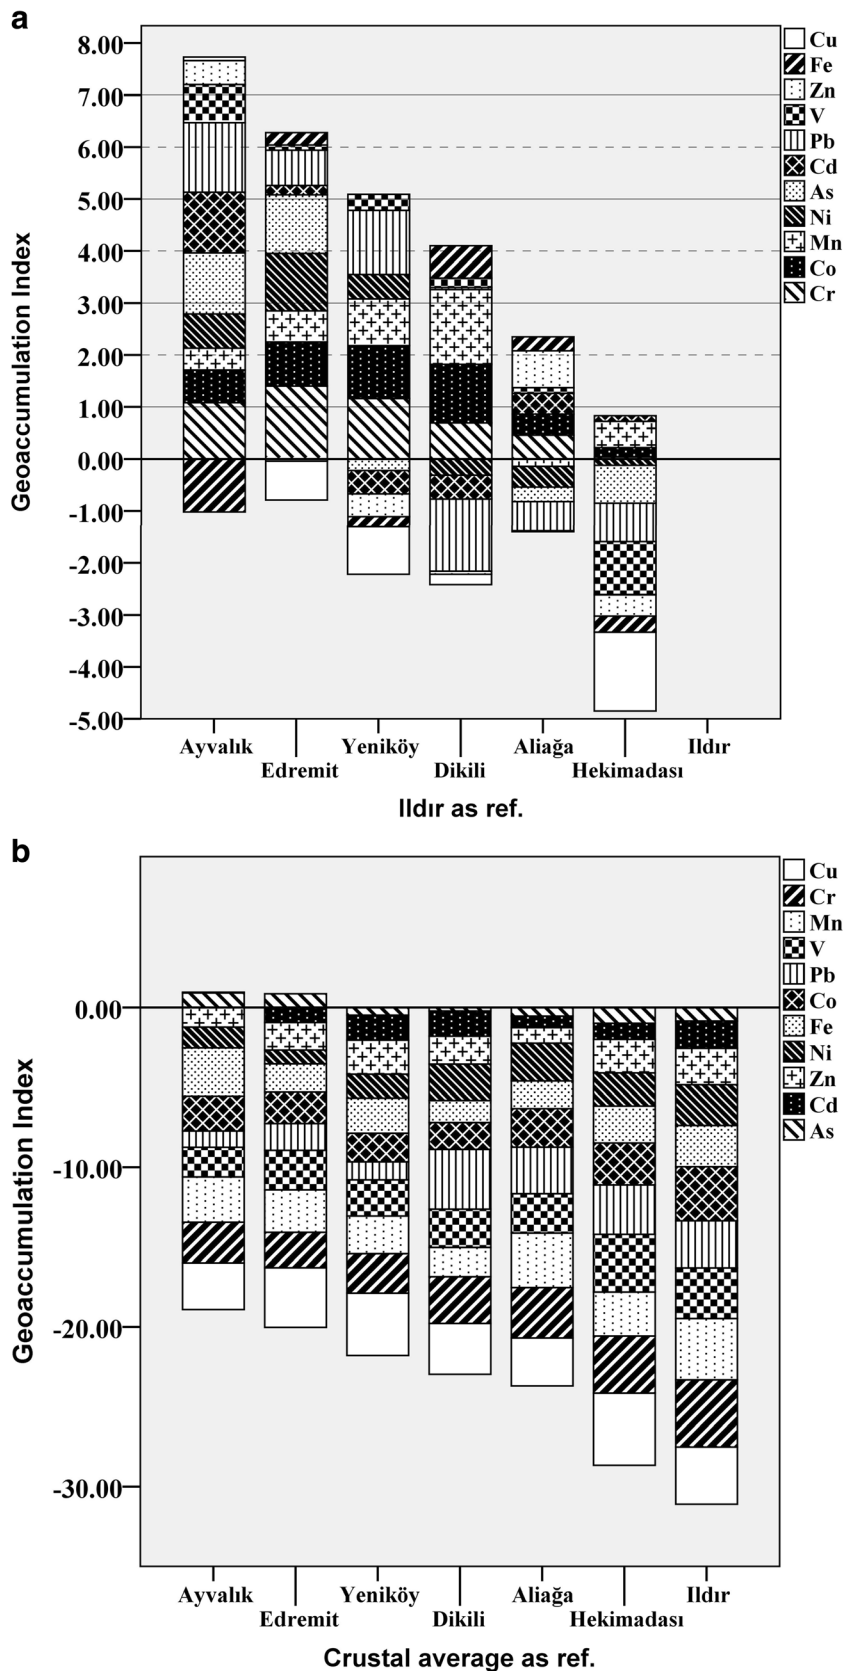 a
8.00
7.00
6.00
5.00
4.00
3.00
2.00
1.00
0.00
-1.00
-2.00
-3.00
-4.00
-5.00
Geoaccumulation Index
Cu
Fe
Zn
V
Pb
Cd
As
Ni
Mn
Co
Cr
Ayvalık
Edremit
Yeniköy
Dikili
Aliağa
Hekimadası
Ildır
Ildır as ref.
b
0.00
-10.00
-20.00
-30.00
Geoaccumulation Index
Cu
Cr
Mn
V
Pb
Co
Fe
Ni
Zn
Cd
As
Ayvalık
Edremit
Yeniköy
Dikili
Aliağa
Hekimadası
Ildır
Crustal average as ref.